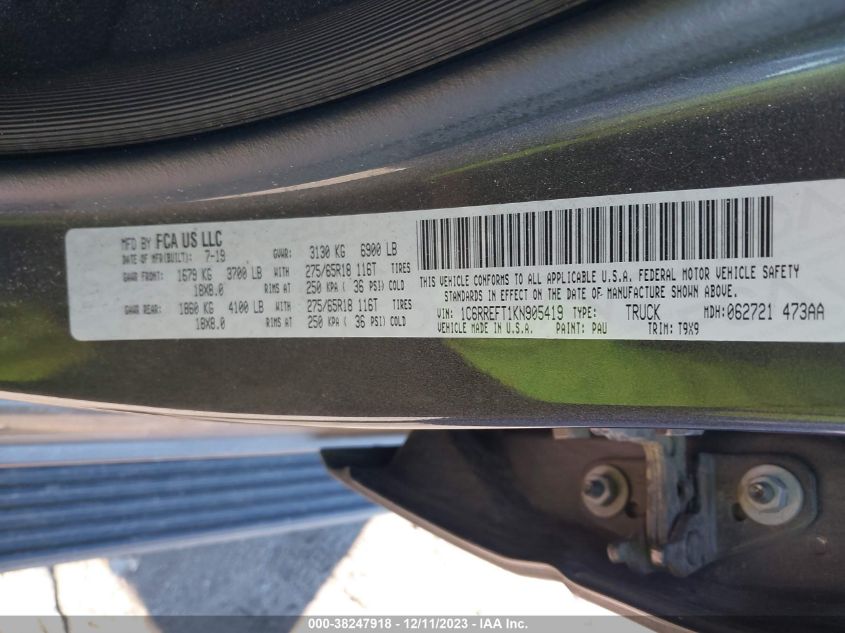 MFD BY FCA US LLC
DATE OF MFR(BUILT): 7-19 GVWR: 3130 KG 6900 LB
GAWR FRONT: 1679 KG 3700 LB WITH 275/65R18 116T TIRES
18X8.0 RIMS AT 250 KPA ( 36 PSI) COLD
GAWR REAR: 1860 KG 4100 LB WITH 275/65R18 116T TIRES
18X8.0 RIMS AT 250 KPA ( 36 PSI) COLD
THIS VEHICLE CONFORMS TO ALL APPLICABLE U.S.A. FEDERAL MOTOR VEHICLE SAFETY
STANDARDS IN EFFECT ON THE DATE OF MANUFACTURE SHOWN ABOVE.
VIN: 1C6RREFT1KN905419 TYPE: TRUCK MDH: 062721 473AA
VEHICLE MADE IN U.S.A. PAINT: PAU TRIM: T9X9
000-38247918 - 12/11/2023 - IAA Inc.